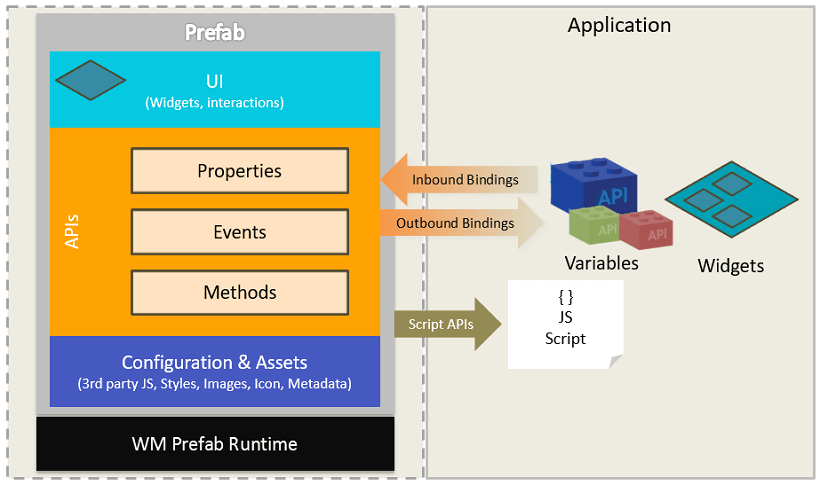 Prefab
UI
(Widgets, interactions)
APIs
Properties
Events
Methods
Configuration & Assets
(3rd party JS, Styles, Images, Icon, Metadata)
WM Prefab Runtime
Application
Inbound Bindings
Outbound Bindings
Script APIs
API
API
API
Variables
Widgets
{ }
JS
Script